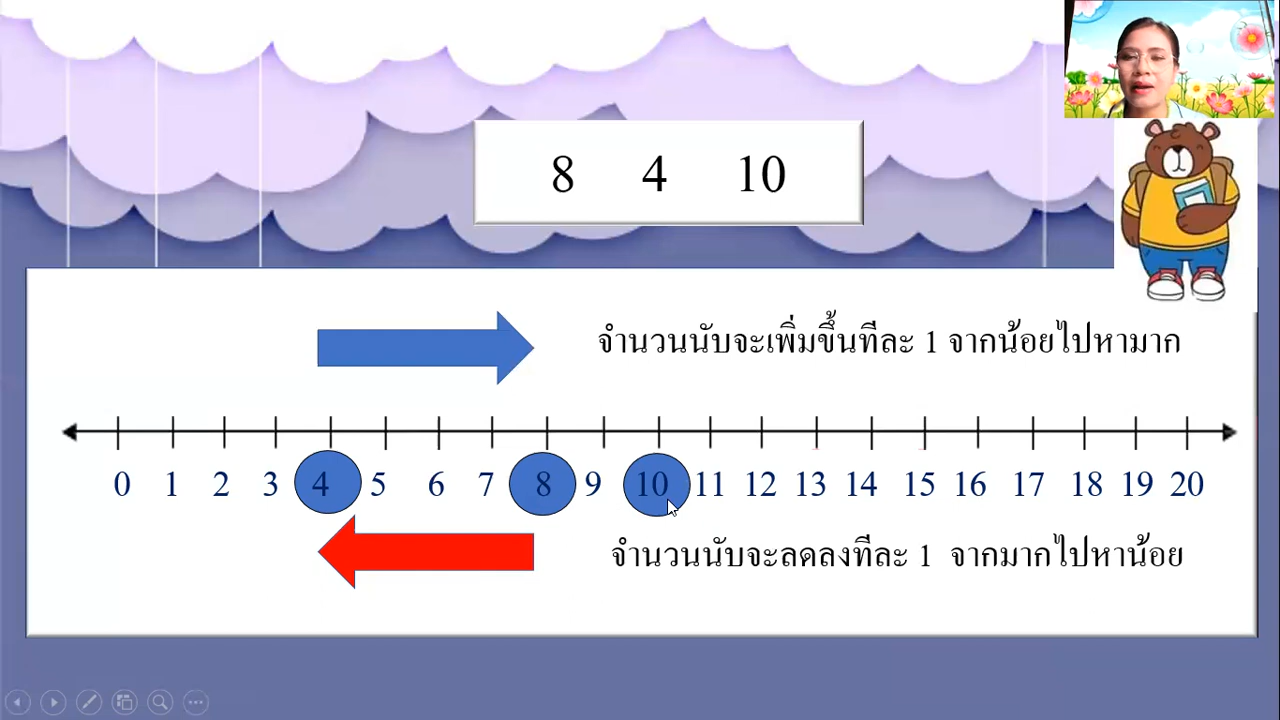 8 4 10
จำนวนนับจะเพิ่มขึ้นทีละ 1 จากน้อยไปหามาก
0 1 2 3 4 5 6 7 8 9 10 11 12 13 14 15 16 17 18 19 20
จำนวนนับจะลดลงทีละ 1 จากมากไปหาน้อย